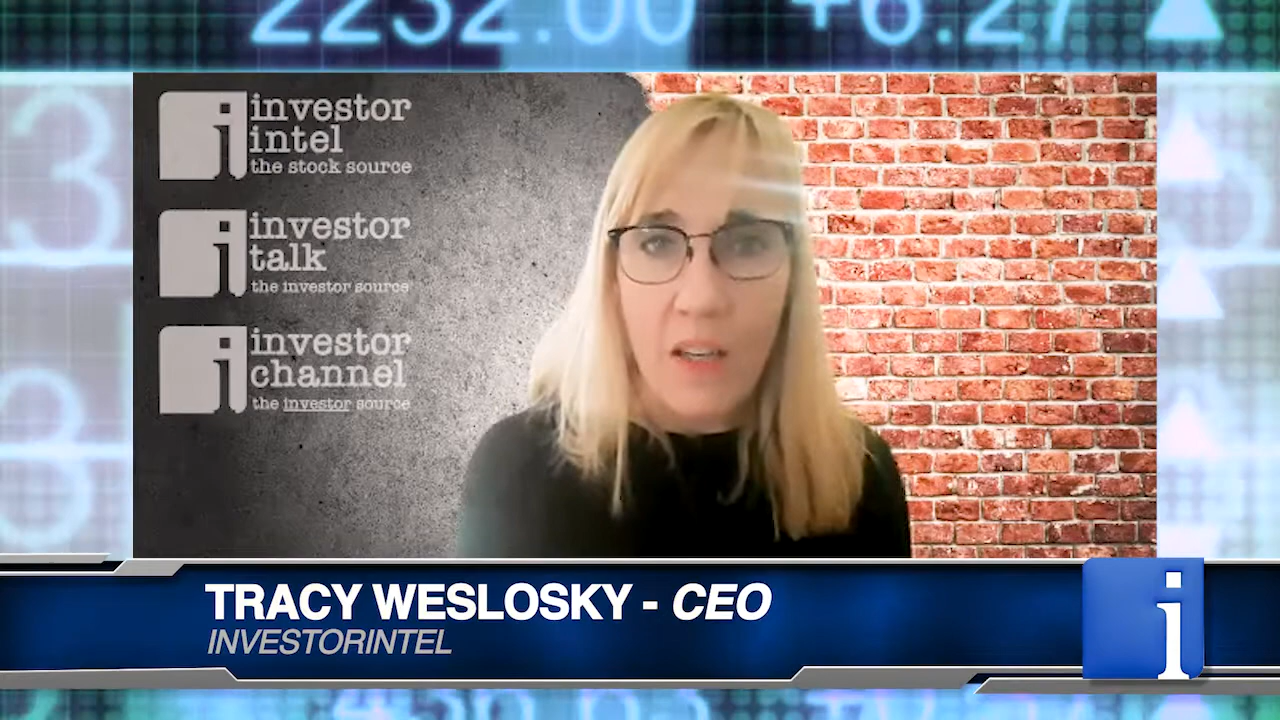 2232.00 +6.27
investor
intel
the stock source
investor
talk
the investor source
investor
channel
the investor source
TRACY WESLOSKY - CEO
INVESTORINTEL